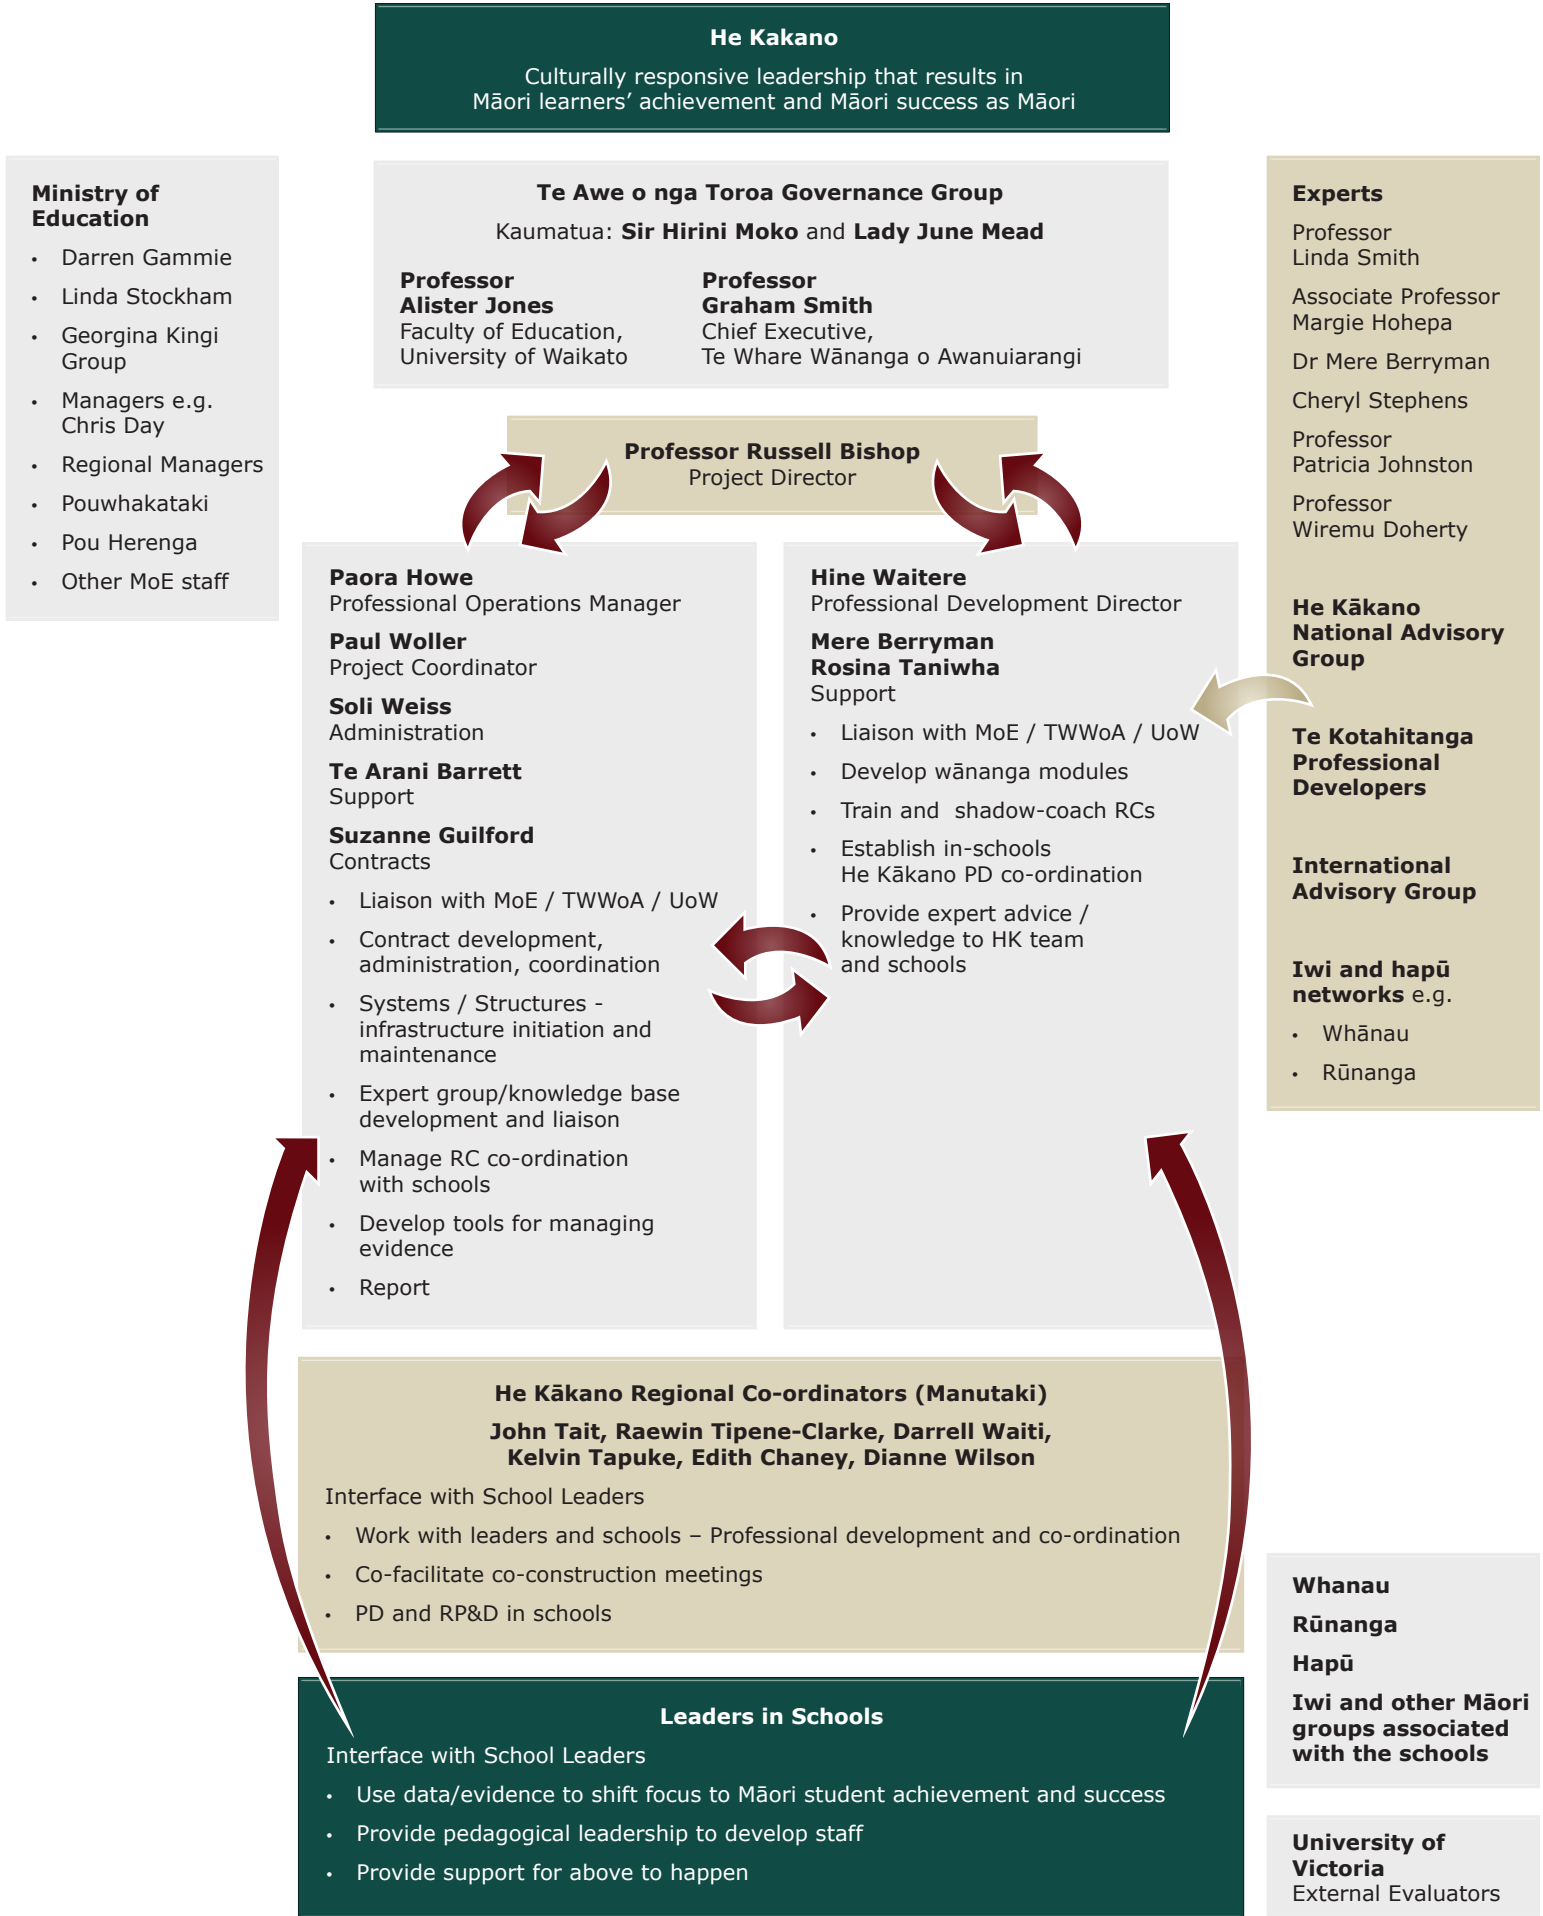 He Kakano
Culturally responsive leadership that results in
Māori learners’ achievement and Māori success as Māori
Ministry of
Education
• Darren Gammie
• Linda Stockham
• Georgina Kingi
Group
• Managers e.g.
Chris Day
• Regional Managers
• Pouwhakataki
• Pou Herenga
• Other MoE staff
Te Awe o nga Toroa Governance Group
Kaumatua: Sir Hirini Moko and Lady June Mead
Professor
Alister Jones
Faculty of Education,
University of Waikato
Professor
Graham Smith
Chief Executive,
Te Whare Wānanga o Awanuiarangi
Professor Russell Bishop
Project Director
Paora Howe
Professional Operations Manager
Paul Woller
Project Coordinator
Soli Weiss
Administration
Te Arani Barrett
Support
Suzanne Guilford
Contracts
• Liaison with MoE / TWWoA / UoW
• Contract development,
administration, coordination
• Systems / Structures -
infrastructure initiation and
maintenance
• Expert group/knowledge base
development and liaison
• Manage RC co-ordination
with schools
• Develop tools for managing
evidence
• Report
Hine Waitere
Professional Development Director
Mere Berryman
Rosina Taniwha
Support
• Liaison with MoE / TWWoA / UoW
• Develop wānanga modules
• Train and shadow-coach RCs
• Establish in-schools
He Kākano PD co-ordination
• Provide expert advice /
knowledge to HK team
and schools
Experts
Professor
Linda Smith
Associate Professor
Margie Hohepa
Dr Mere Berryman
Cheryl Stephens
Professor
Patricia Johnston
Professor
Wiremu Doherty
He Kākano
National Advisory
Group
Te Kotahitanga
Professional
Developers
International
Advisory Group
Iwi and hapū
networks e.g.
• Whānau
• Rūnanga
He Kākano Regional Co-ordinators (Manutaki)
John Tait, Raewin Tipene-Clarke, Darrell Waiti,
Kelvin Tapuke, Edith Chaney, Dianne Wilson
Interface with School Leaders
• Work with leaders and schools – Professional development and co-ordination
• Co-facilitate co-construction meetings
• PD and RP&D in schools
Leaders in Schools
Interface with School Leaders
• Use data/evidence to shift focus to Māori student achievement and success
• Provide pedagogical leadership to develop staff
• Provide support for above to happen
Whanau
Rūnanga
Hapū
Iwi and other Māori
groups associated
with the schools
University of
Victoria
External Evaluators